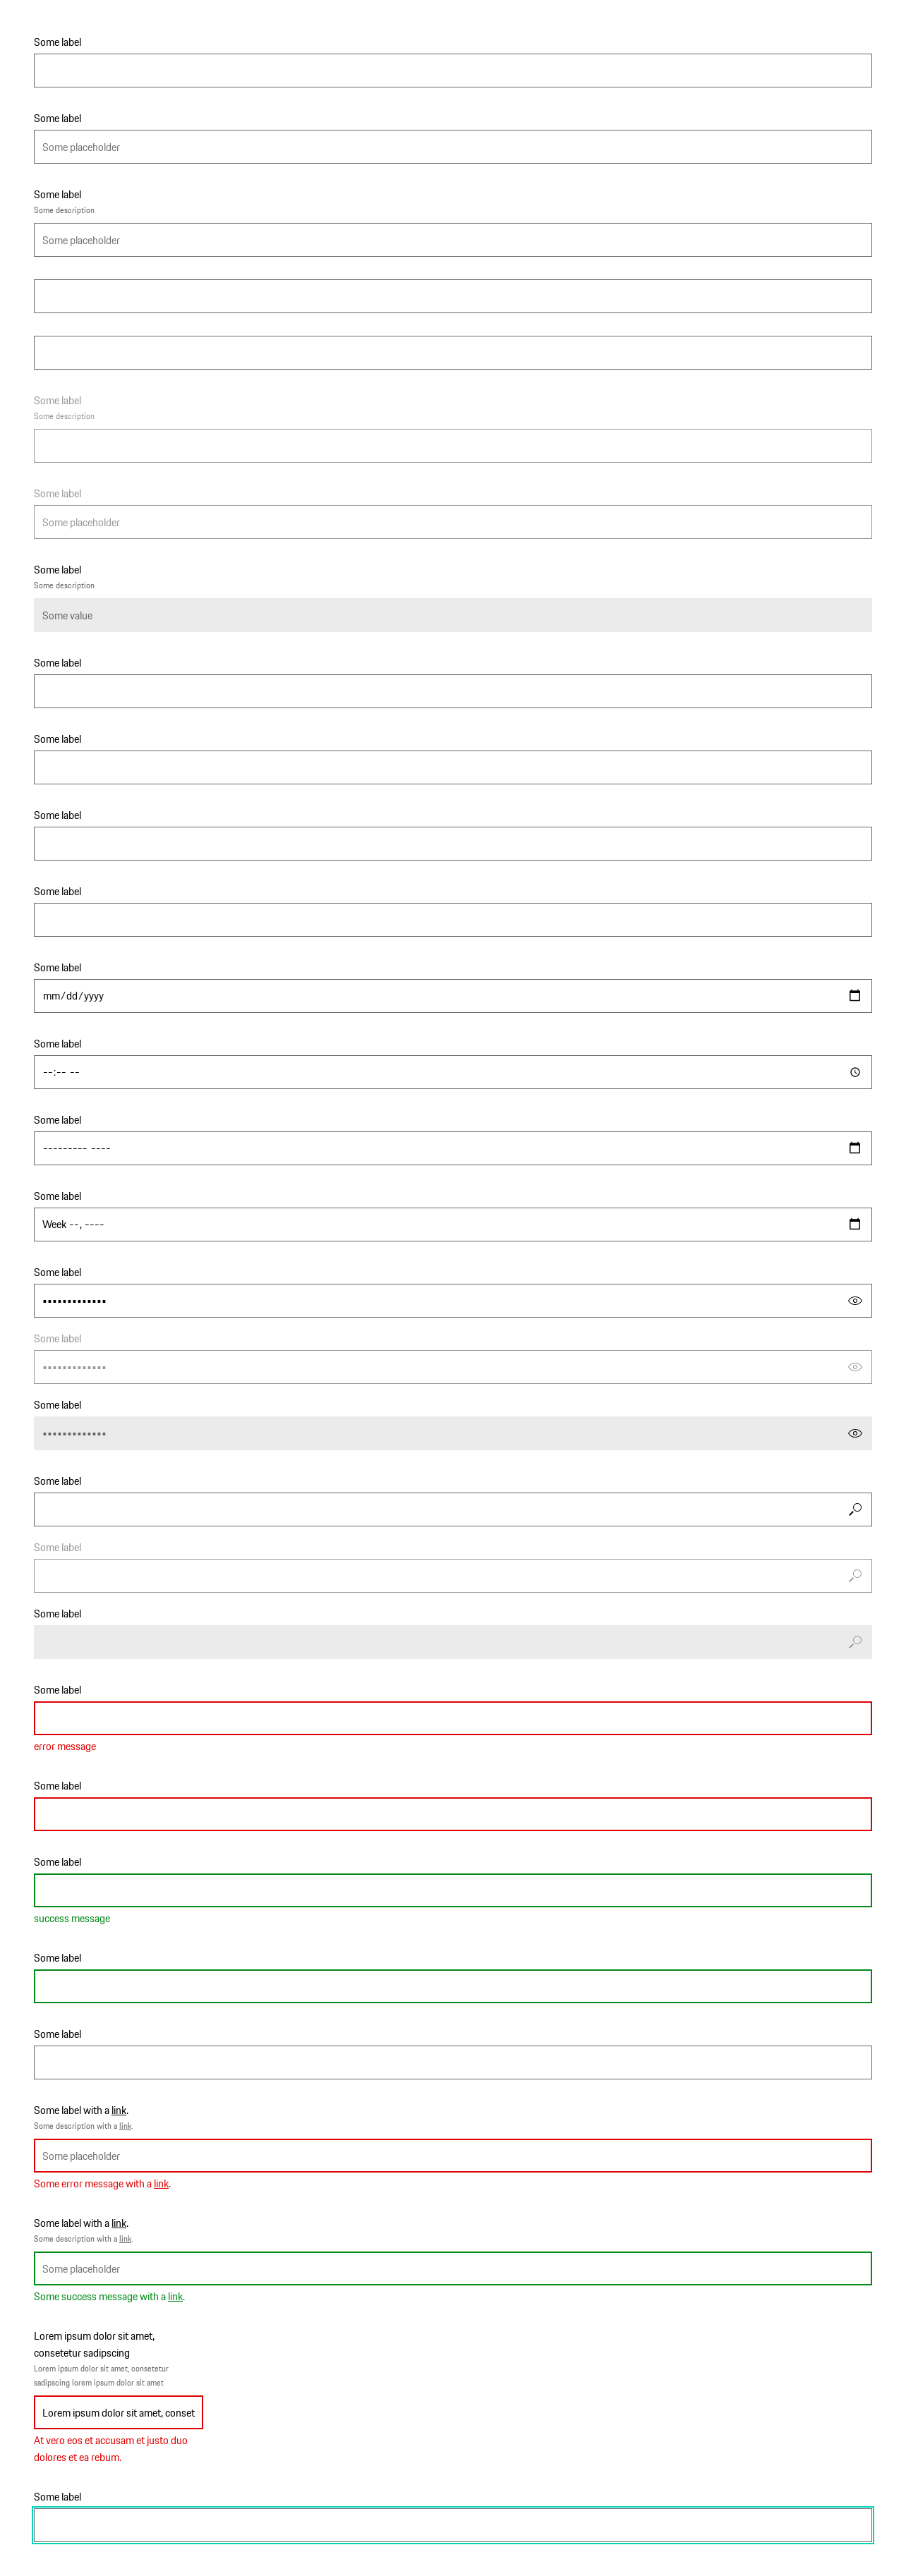 Some label
Some label
Some placeholder
Some label
Some description
Some placeholder
Some label
Some description
Some label
Some placeholder
Some label
Some description
Some value
Some label
Some label
Some label
Some label
Some label
mm/dd/yyyy
Some label
--:-- --
Some label
--------- ----
Some label
Week --, ----
Some label
•••••••••••••
Some label
•••••••••••••
Some label
•••••••••••••
Some label
Some label
Some label
Some label
error message
Some label
Some label
success message
Some label
Some label
Some label with a link.
Some description with a link.
Some placeholder
Some error message with a link.
Some label with a link.
Some description with a link.
Some placeholder
Some success message with a link.
Lorem ipsum dolor sit amet,
consetetur sadipscing
Lorem ipsum dolor sit amet, consetetur
sadipscing lorem ipsum dolor sit amet
Lorem ipsum dolor sit amet, conset
At vero eos et accusam et justo duo
dolores et ea rebum.
Some label